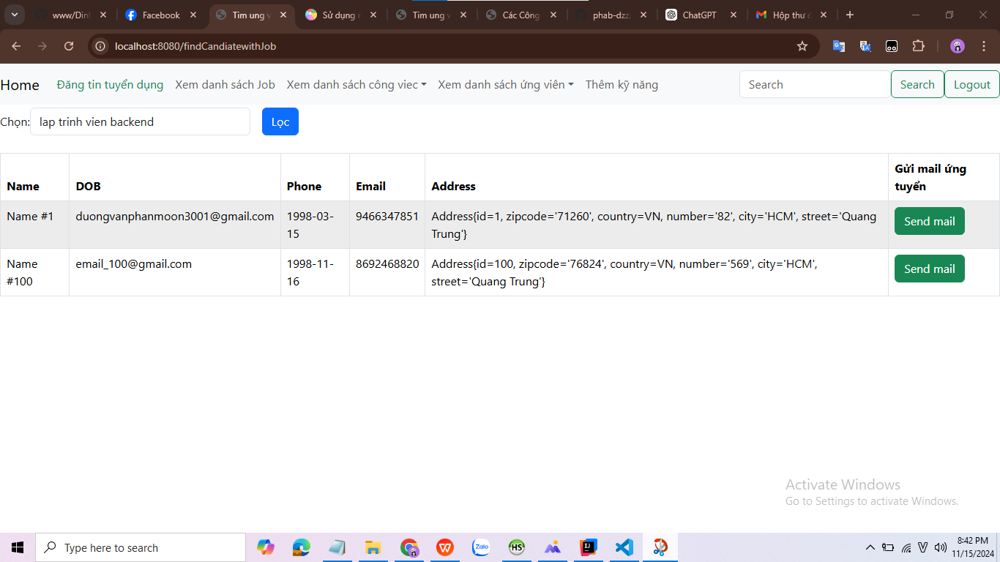 www/Dinh
Facebook
Tim ung v
Sử dụng
Tim ung v
Các Công
phab-dzz
ChatGPT
Hộp thư
localhost:8080/findCandiatewithJob
Home Đăng tin tuyển dụng Xem danh sách Job Xem danh sách công viec Xem danh sách ứng viên Thêm kỹ năng Search Search Logout
Chọn: lap trinh vien backend Lọc
Name DOB Phone Email Address Gửi mail ứng tuyển
Name #1 duongvanphanmoon3001@gmail.com 1998-03-15 9466347851 Address{id=1, zipcode='71260', country=VN, number='82', city='HCM', street='Quang Trung'} Send mail
Name #100 email_100@gmail.com 1998-11-16 8692468820 Address{id=100, zipcode='76824', country=VN, number='569', city='HCM', street='Quang Trung'} Send mail
Activate Windows
Go to Settings to activate Windows.
Type here to search
Zalo
HS
8:42 PM
11/15/2024